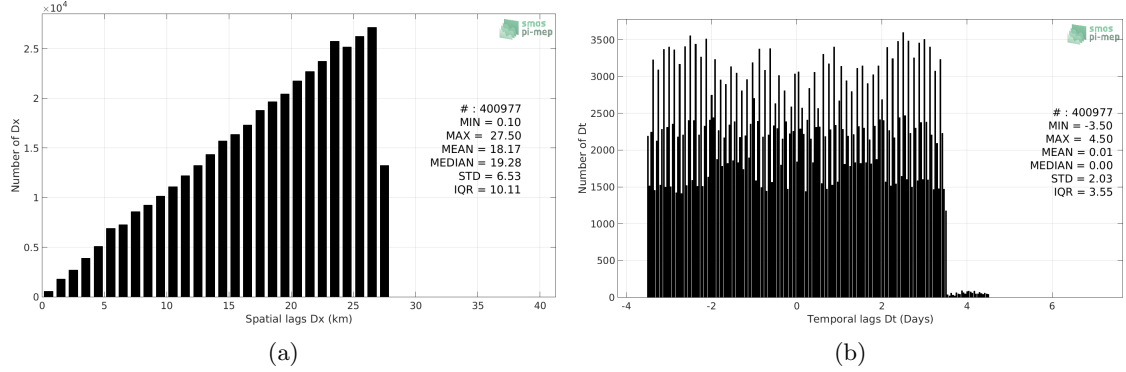 ×10⁴
2.5
2
1.5
1
0.5
0
0 5 10 15 20 25 30 35 40
Number of Dx
Spatial lags Dx (km)
smos
pi-mep
# : 400977
MIN = 0.10
MAX = 27.50
MEAN = 18.17
MEDIAN = 19.28
STD = 6.53
IQR = 10.11
(a)
3500
3000
2500
2000
1500
1000
500
0
-4 -2 0 2 4 6
Number of Dt
Temporal lags Dt (Days)
smos
pi-mep
# : 400977
MIN = -3.50
MAX = 4.50
MEAN = 0.01
MEDIAN = 0.00
STD = 2.03
IQR = 3.55
(b)